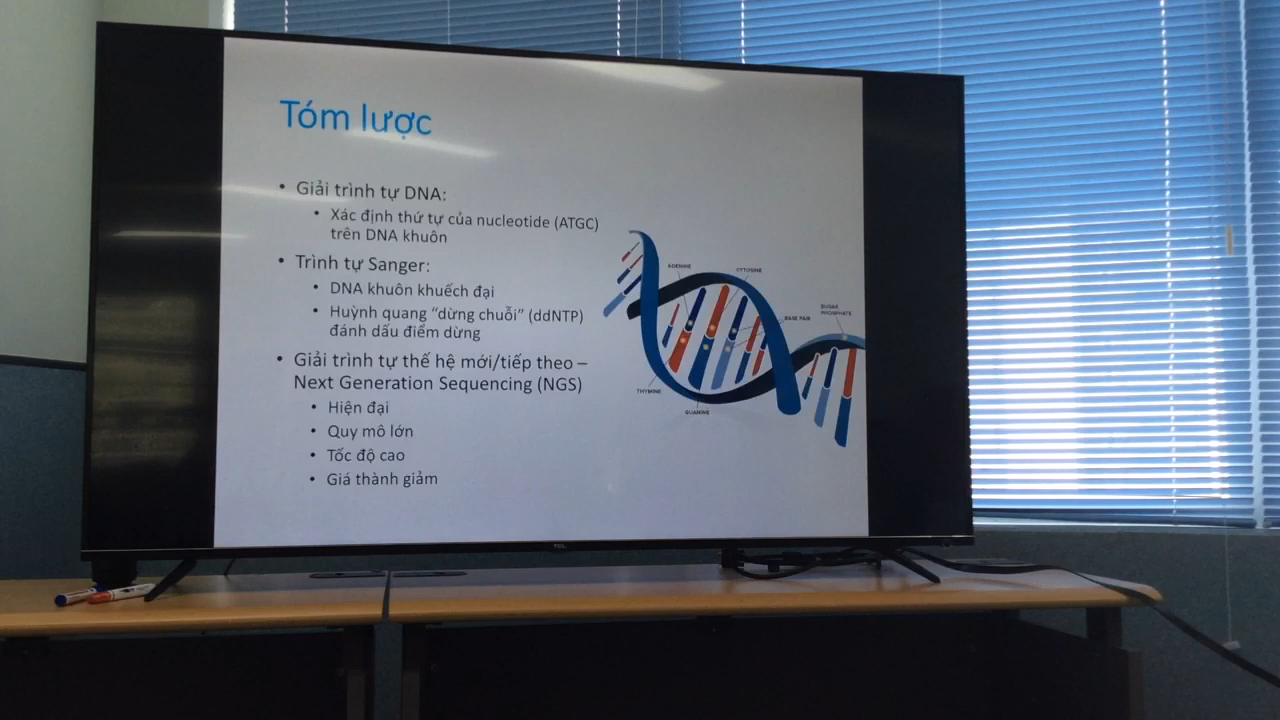 Tóm lược
• Giải trình tự DNA:
• Xác định thứ tự của nucleotide (ATGC)
trên DNA khuôn
• Trình tự Sanger:
• DNA khuôn khuếch đại
• Huỳnh quang “dừng chuỗi” (ddNTP)
đánh dấu điểm dừng
• Giải trình tự thế hệ mới/tiếp theo –
Next Generation Sequencing (NGS)
• Hiện đại
• Quy mô lớn
• Tốc độ cao
• Giá thành giảm
ADENINE
CYTOSINE
BASE PAIR
SUGAR
PHOSPHATE
THYMINE
GUANINE
TCL